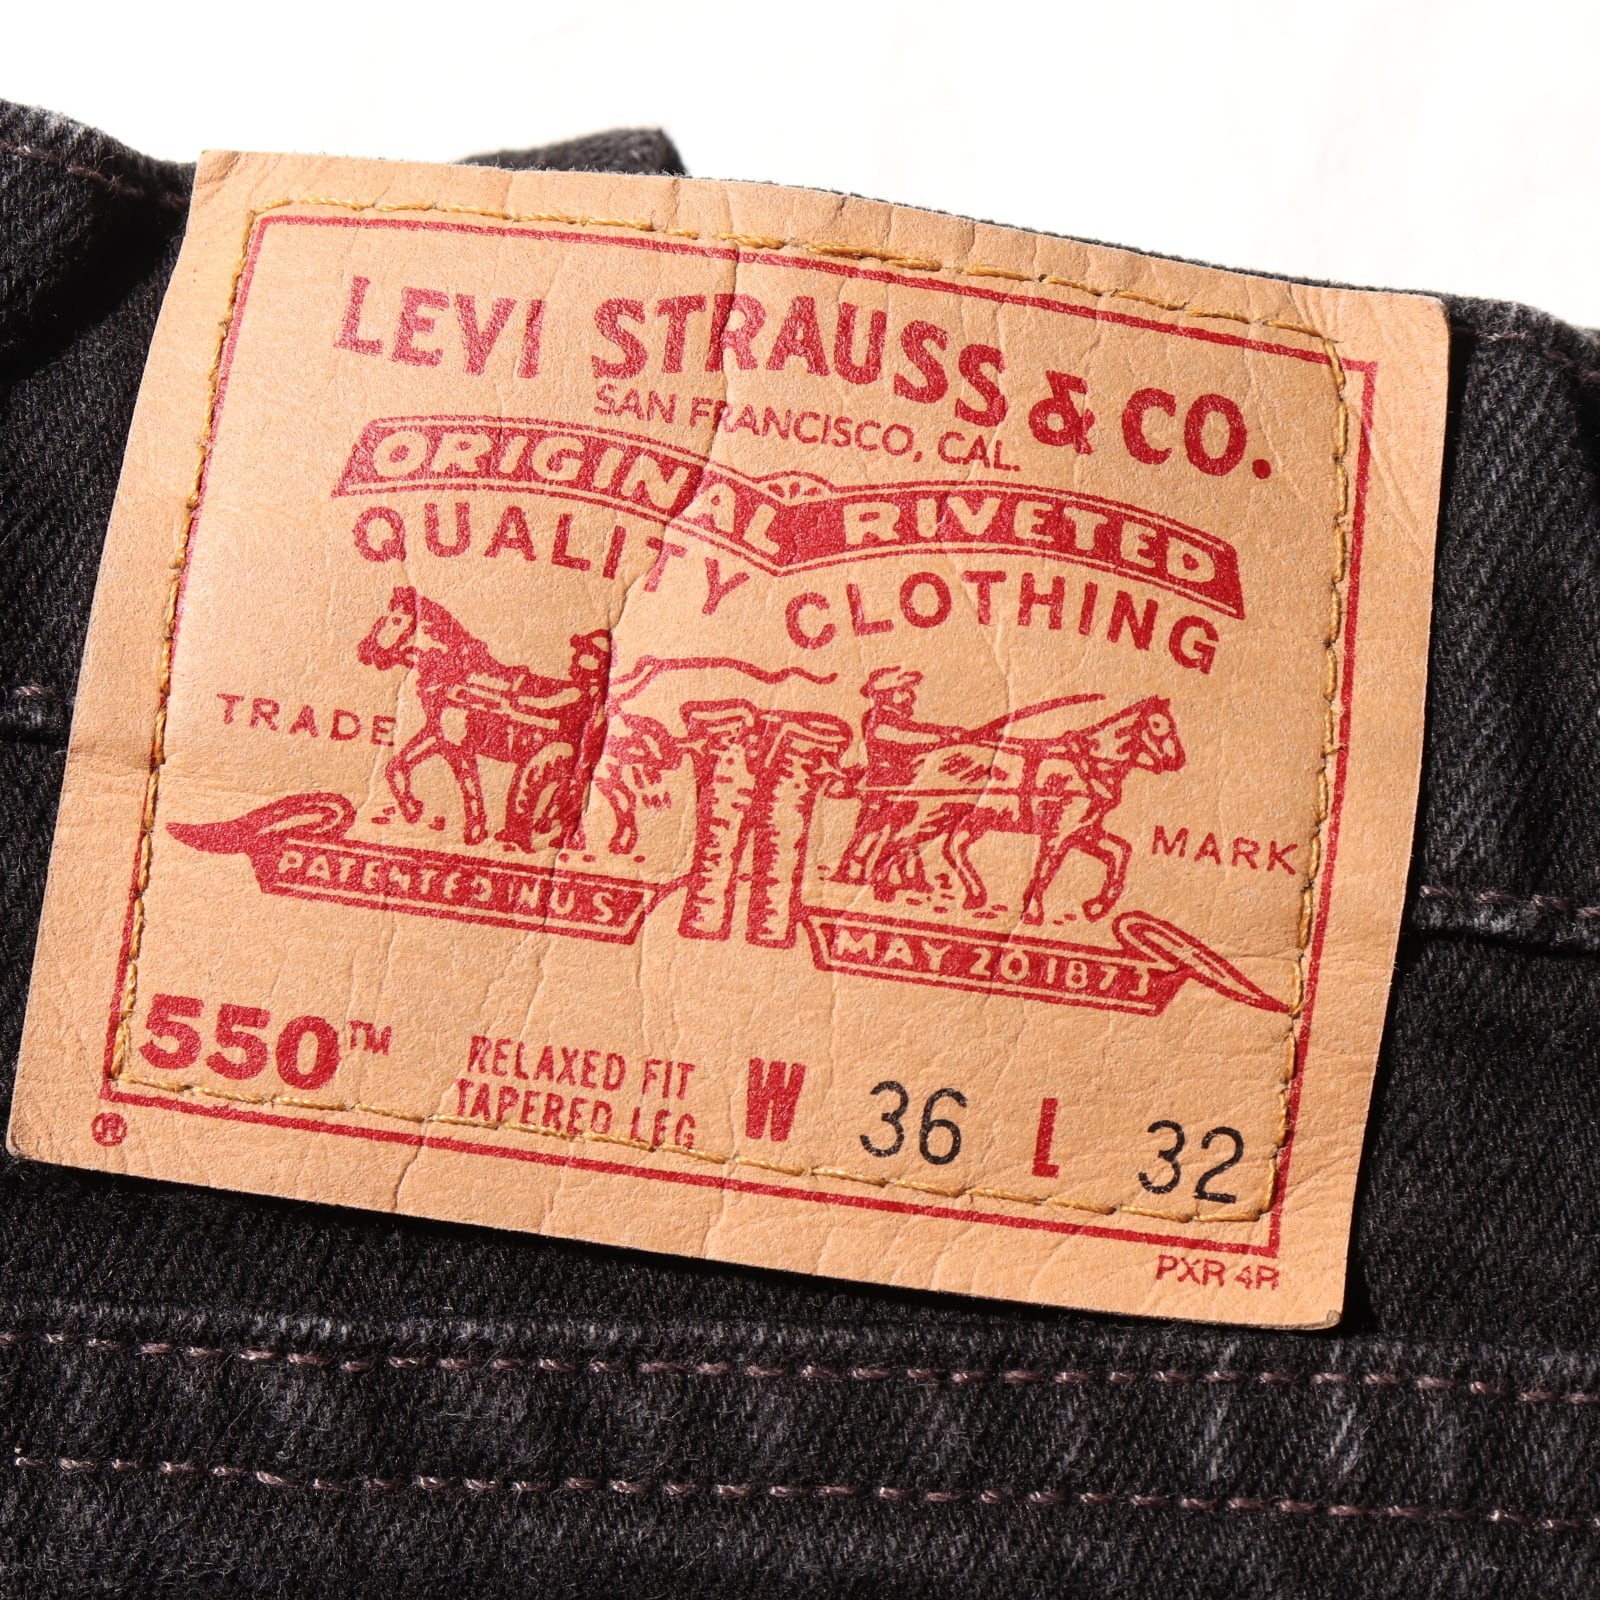 LEVI STRAUSS & CO.
SAN FRANCISCO, CAL.
ORIGINAL RIVETED
QUALITY CLOTHING
TRADE MARK
PATENTED IN U S
MAY 20 1873
550™ RELAXED FIT
TAPERED LEG
W 36 L 32
®
PXR 4R